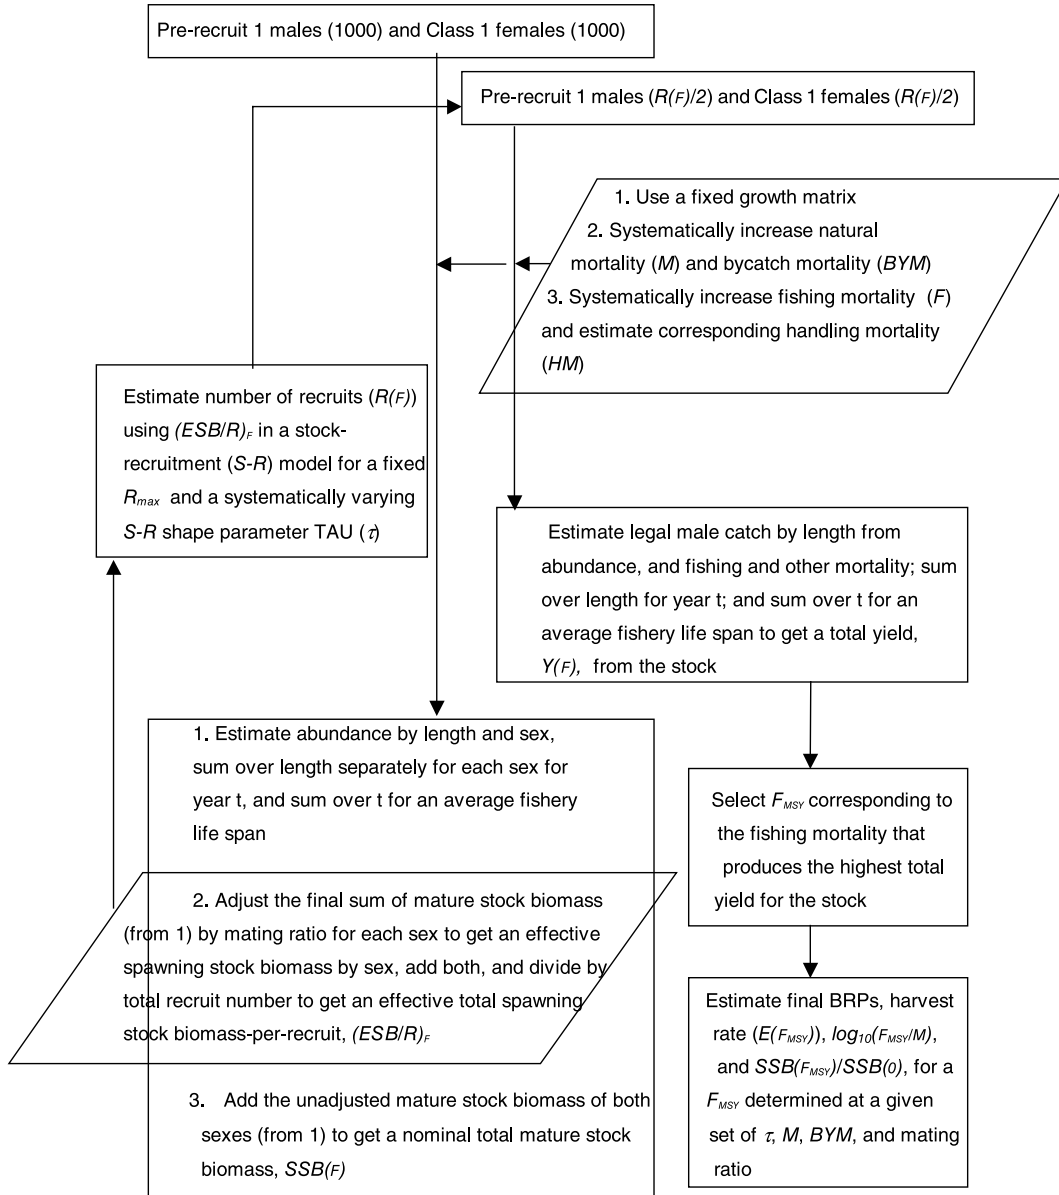 Pre-recruit 1 males (1000) and Class 1 females (1000)
Pre-recruit 1 males (R(F)/2) and Class 1 females (R(F)/2)
1. Use a fixed growth matrix
2. Systematically increase natural
mortality (M) and bycatch mortality (BYM)
3. Systematically increase fishing mortality (F)
and estimate corresponding handling mortality
(HM)
Estimate number of recruits (R(F))
using (ESB/R)F in a stock-
recruitment (S-R) model for a fixed
Rmax and a systematically varying
S-R shape parameter TAU (τ)
Estimate legal male catch by length from
abundance, and fishing and other mortality; sum
over length for year t; and sum over t for an
average fishery life span to get a total yield,
Y(F), from the stock
1. Estimate abundance by length and sex,
sum over length separately for each sex for
year t, and sum over t for an average fishery
life span
2. Adjust the final sum of mature stock biomass
(from 1) by mating ratio for each sex to get an effective
spawning stock biomass by sex, add both, and divide by
total recruit number to get an effective total spawning
stock biomass-per-recruit, (ESB/R)F
3. Add the unadjusted mature stock biomass of both
sexes (from 1) to get a nominal total mature stock
biomass, SSB(F)
Select FMSY corresponding to
the fishing mortality that
produces the highest total
yield for the stock
Estimate final BRPs, harvest
rate (E(FMSY)), log10(FMSY/M),
and SSB(FMSY)/SSB(0), for a
FMSY determined at a given
set of τ, M, BYM, and mating
ratio